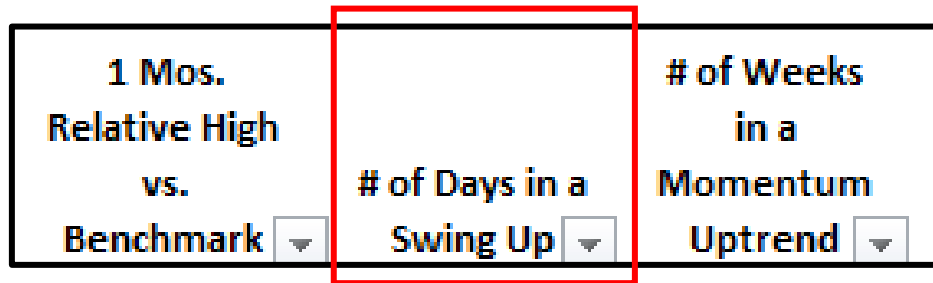 1 Mos.
Relative High
vs.
Benchmark
# of Days in a
Swing Up
# of Weeks
in a
Momentum
Uptrend